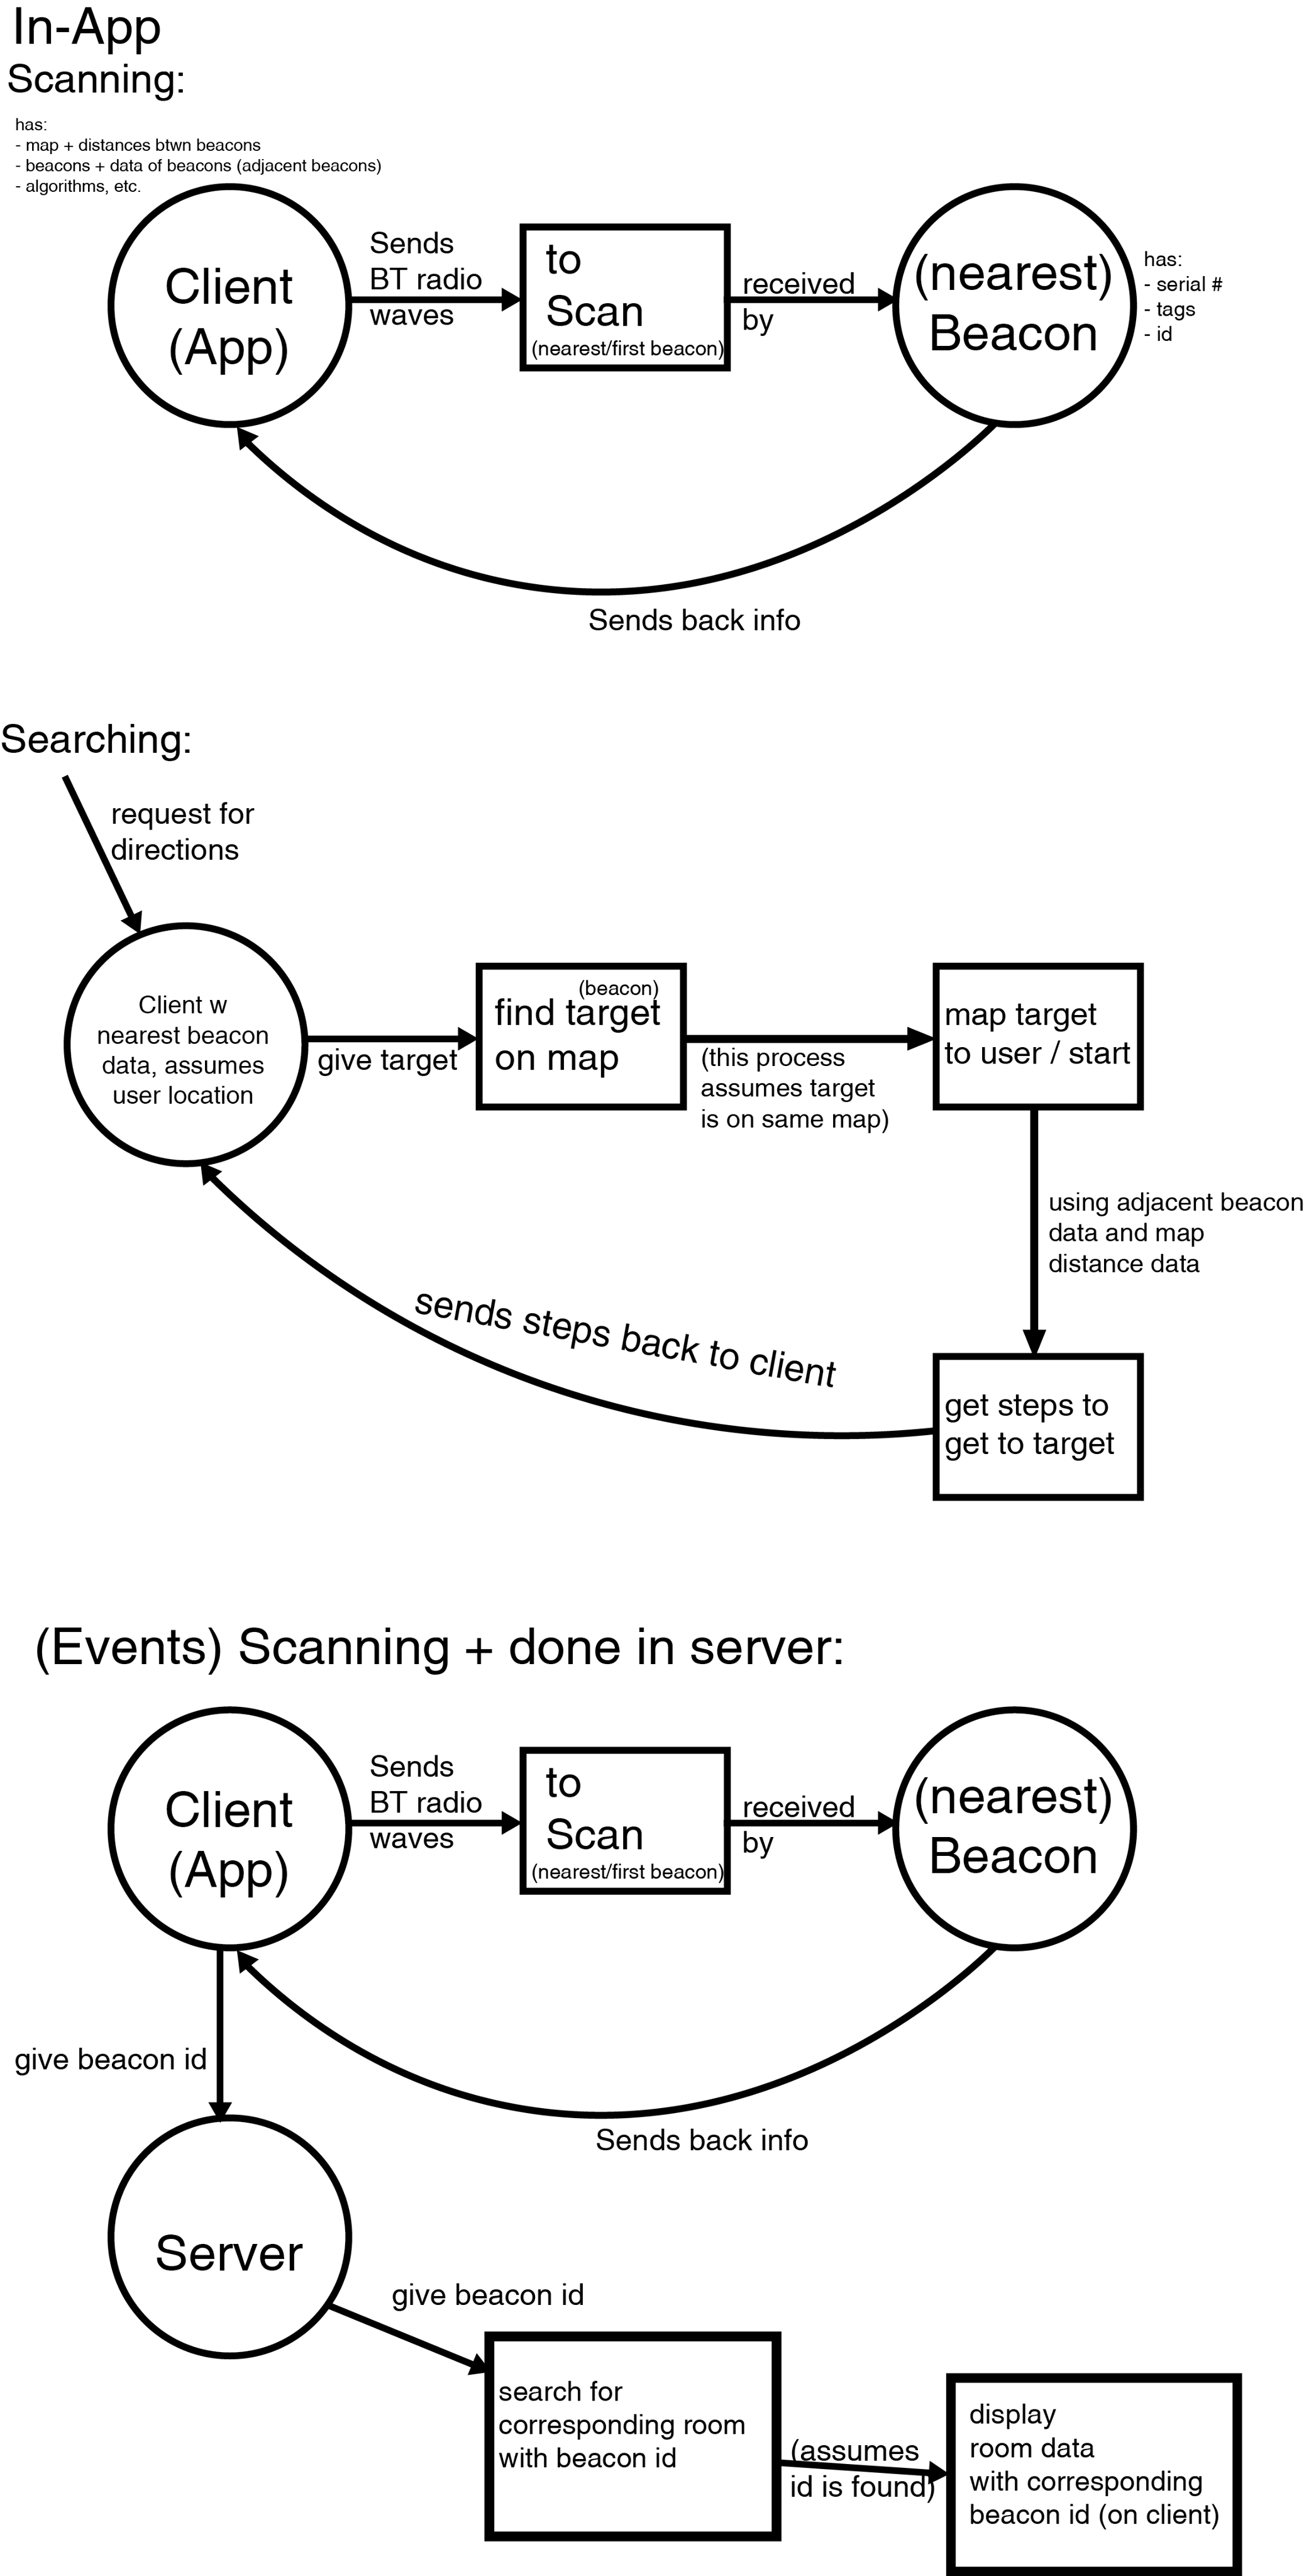 In-App
Scanning:
has:
- map + distances btwn beacons
- beacons + data of beacons (adjacent beacons)
- algorithms, etc.
Client
(App)
Sends
BT radio
waves
to
Scan
(nearest/first beacon)
received
by
(nearest)
Beacon
has:
- serial #
- tags
- id
Sends back info
Searching:
request for
directions
Client w
nearest beacon
data, assumes
user location
give target
(beacon)
find target
on map
(this process
assumes target
is on same map)
map target
to user / start
using adjacent beacon
data and map
distance data
get steps to
get to target
sends steps back to client
(Events) Scanning + done in server:
Client
(App)
Sends
BT radio
waves
to
Scan
(nearest/first beacon)
received
by
(nearest)
Beacon
Sends back info
give beacon id
Server
give beacon id
search for
corresponding room
with beacon id
(assumes
id is found)
display
room data
with corresponding
beacon id (on client)